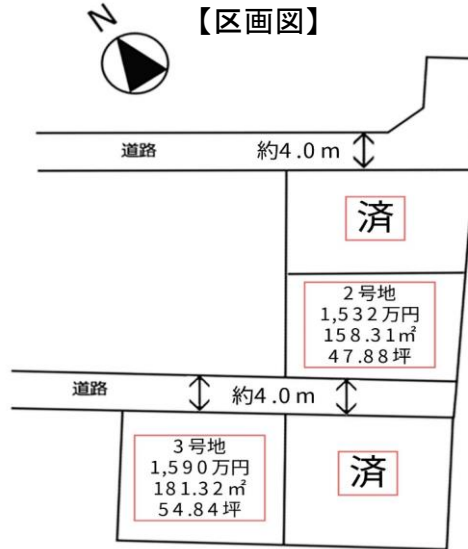 【区画図】
N
道路
約4.0m
済
2号地
1,532万円
158.31㎡
47.88坪
道路
約4.0m
3号地
1,590万円
181.32㎡
54.84坪
済